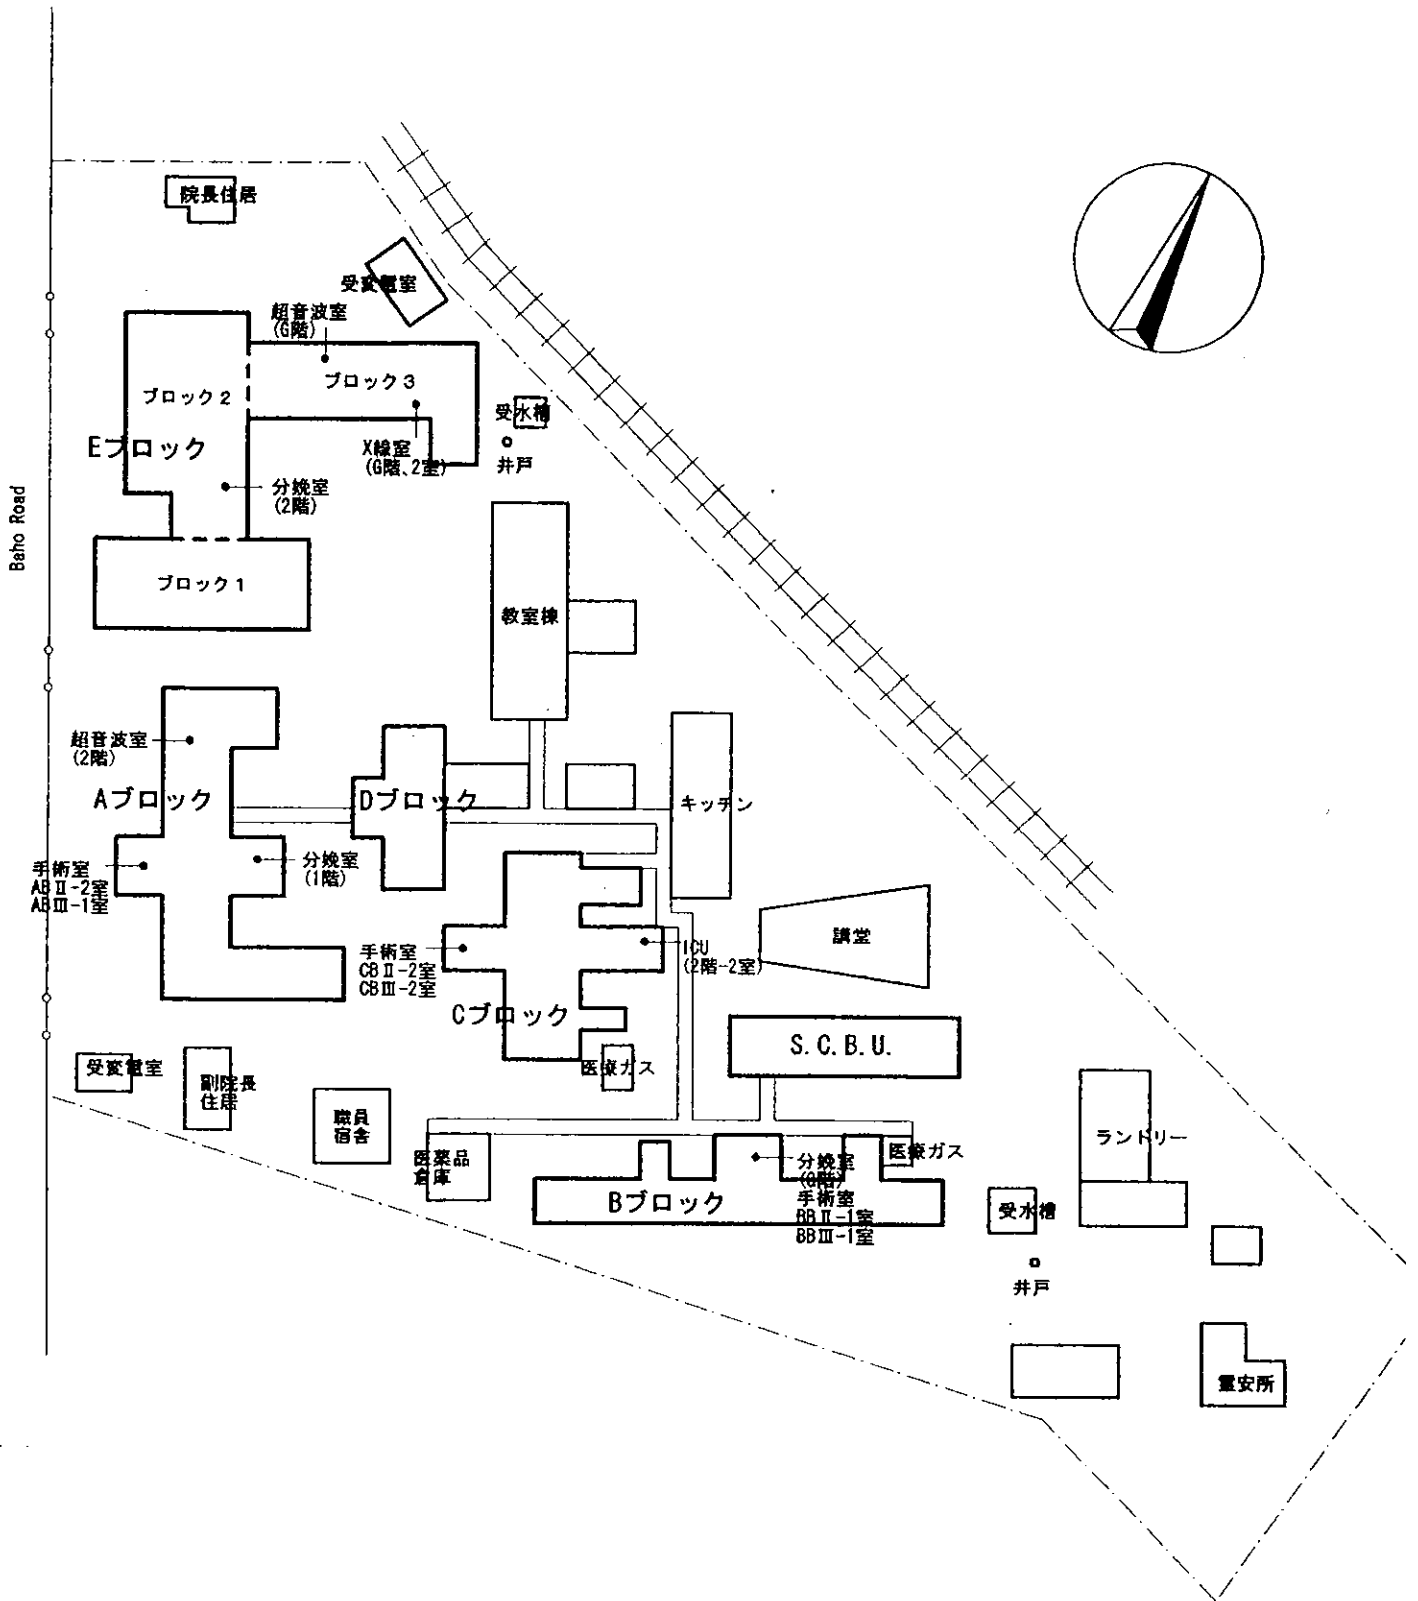 院長住居
受変電室
超音波室
(G階)
ブロック3
ブロック2
受水槽
Eブロック
X線室
(G階、2室)
井戸
分娩室
(2階)
Baho Road
ブロック1
教室棟
超音波室
(2階)
Aブロック
Dブロック
キッチン
手術室
ABⅡ-2室
ABⅢ-1室
分娩室
(1階)
手術室
CBⅡ-2室
CBⅢ-2室
ICU
(2階-2室)
講堂
Cブロック
S.C.B.U.
受変電室
副院長
住居
医療ガス
職員
宿舎
医薬品
倉庫
Bブロック
分娩室
(G階)
手術室
BBⅡ-1室
BBⅢ-1室
医療ガス
ランドリー
受水槽
井戸
霊安所